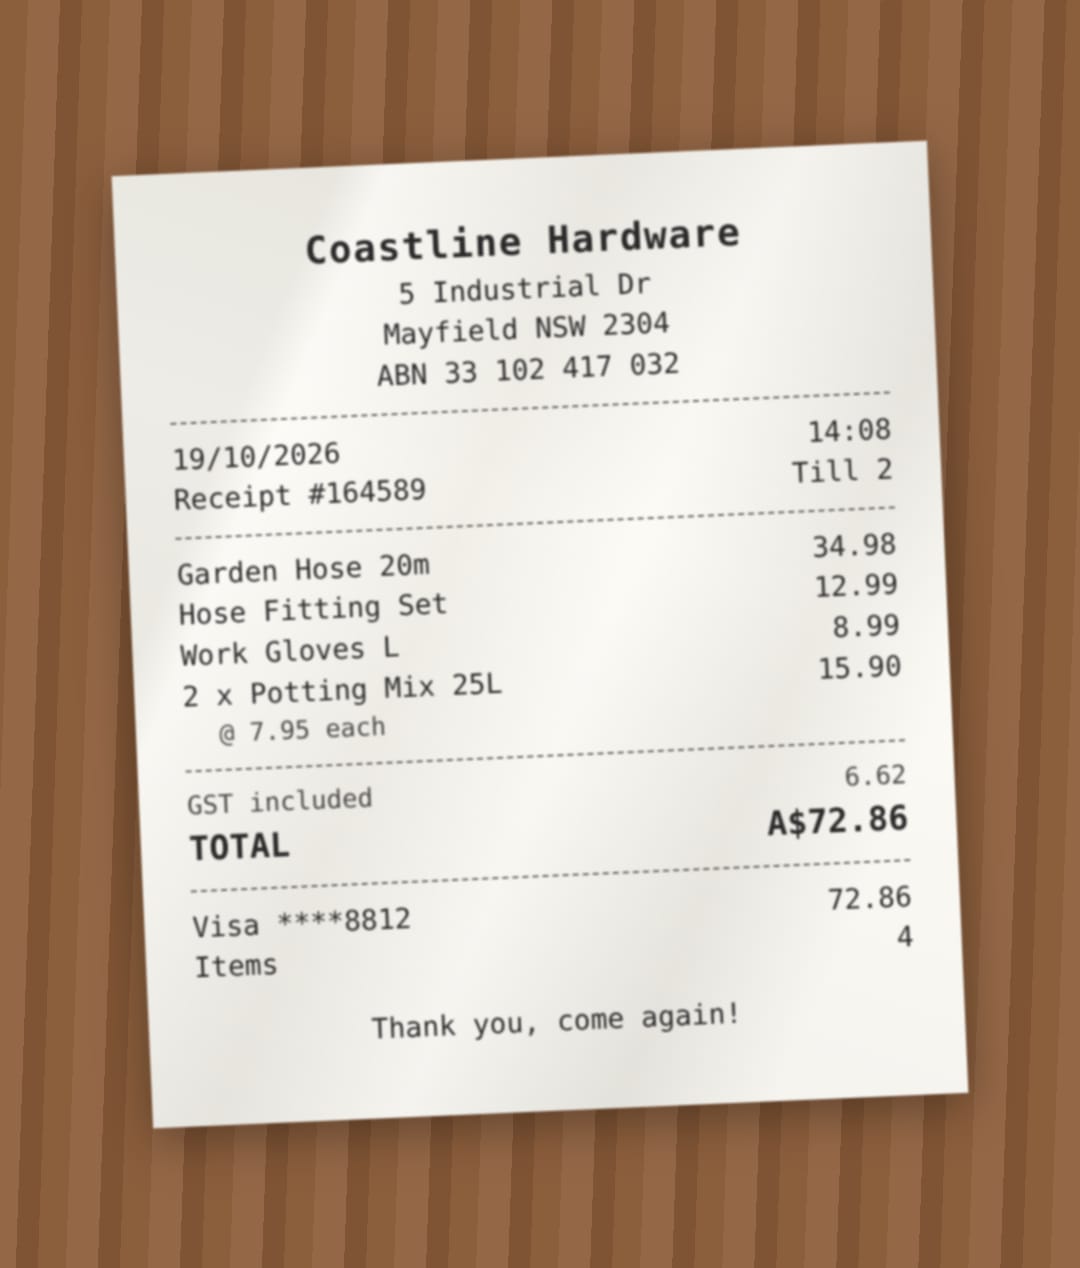 Coastline Hardware
5 Industrial Dr
Mayfield NSW 2304
ABN 33 102 417 032
19/10/2026 14:08
Receipt #164589 Till 2
Garden Hose 20m 34.98
Hose Fitting Set 12.99
Work Gloves L 8.99
2 x Potting Mix 25L 15.90
@ 7.95 each
GST included 6.62
TOTAL A$72.86
Visa ****8812 72.86
Items 4
Thank you, come again!